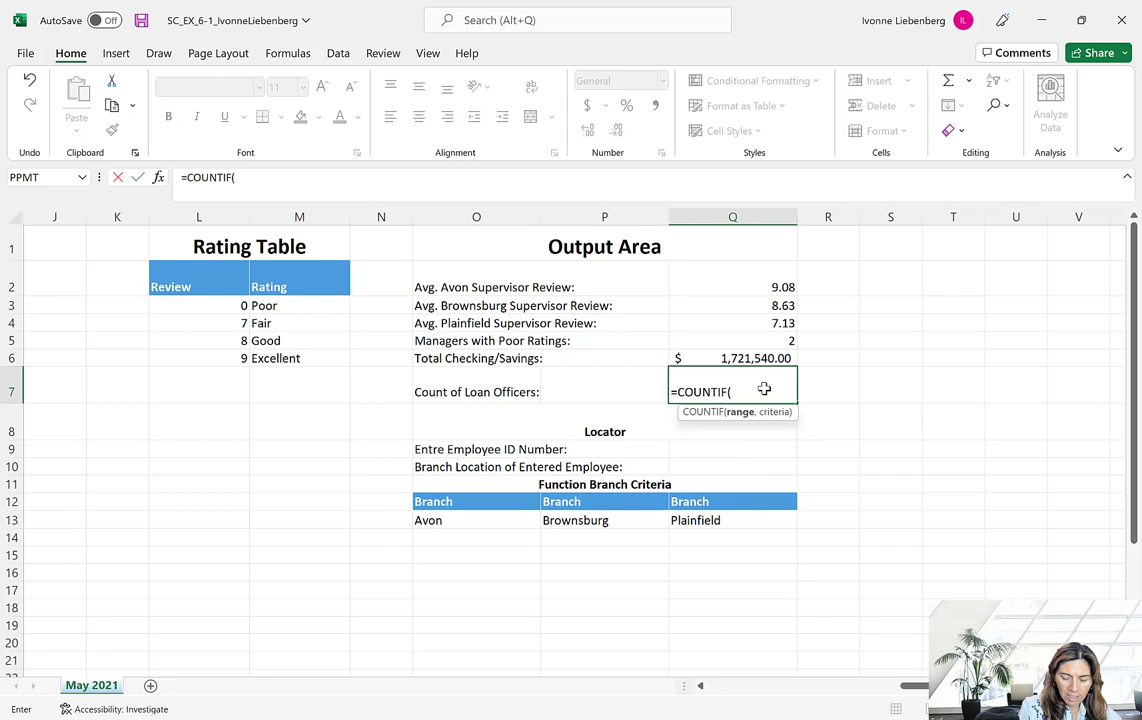 AutoSave Off SC_EX_6-1_IvonneLiebenberg Search (Alt+Q) Ivonne Liebenberg IL
File Home Insert Draw Page Layout Formulas Data Review View Help Comments Share
Paste 11 General Conditional Formatting Insert
B I U $ % Format as Table Delete Analyze
Cell Styles Format Data
Undo Clipboard Font Alignment Number Styles Cells Editing Analysis
PPMT fx =COUNTIF(
J K L M N O P Q R S T U V
1 Rating Table Output Area
2 Review Rating Avg. Avon Supervisor Review: 9.08
3 0 Poor Avg. Brownsburg Supervisor Review: 8.63
4 7 Fair Avg. Plainfield Supervisor Review: 7.13
5 8 Good Managers with Poor Ratings: 2
6 9 Excellent Total Checking/Savings: $ 1,721,540.00
7 Count of Loan Officers: =COUNTIF(
COUNTIF(range, criteria)
8 Locator
9 Entre Employee ID Number:
10 Branch Location of Entered Employee:
11 Function Branch Criteria
12 Branch Branch Branch
13 Avon Brownsburg Plainfield
14
15
16
17
18
19
20
21
May 2021
Enter Accessibility: Investigate